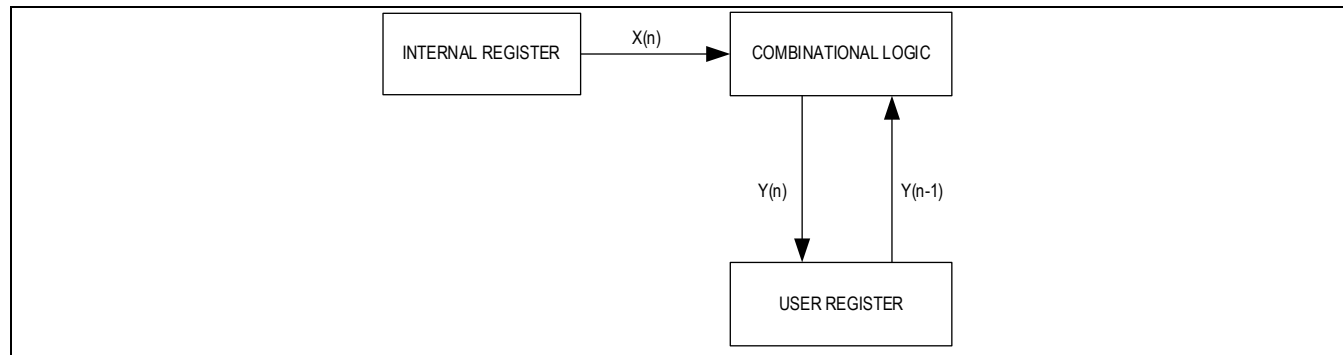 INTERNAL REGISTER
X(n)
COMBINATIONAL LOGIC
Y(n)
Y(n-1)
USER REGISTER